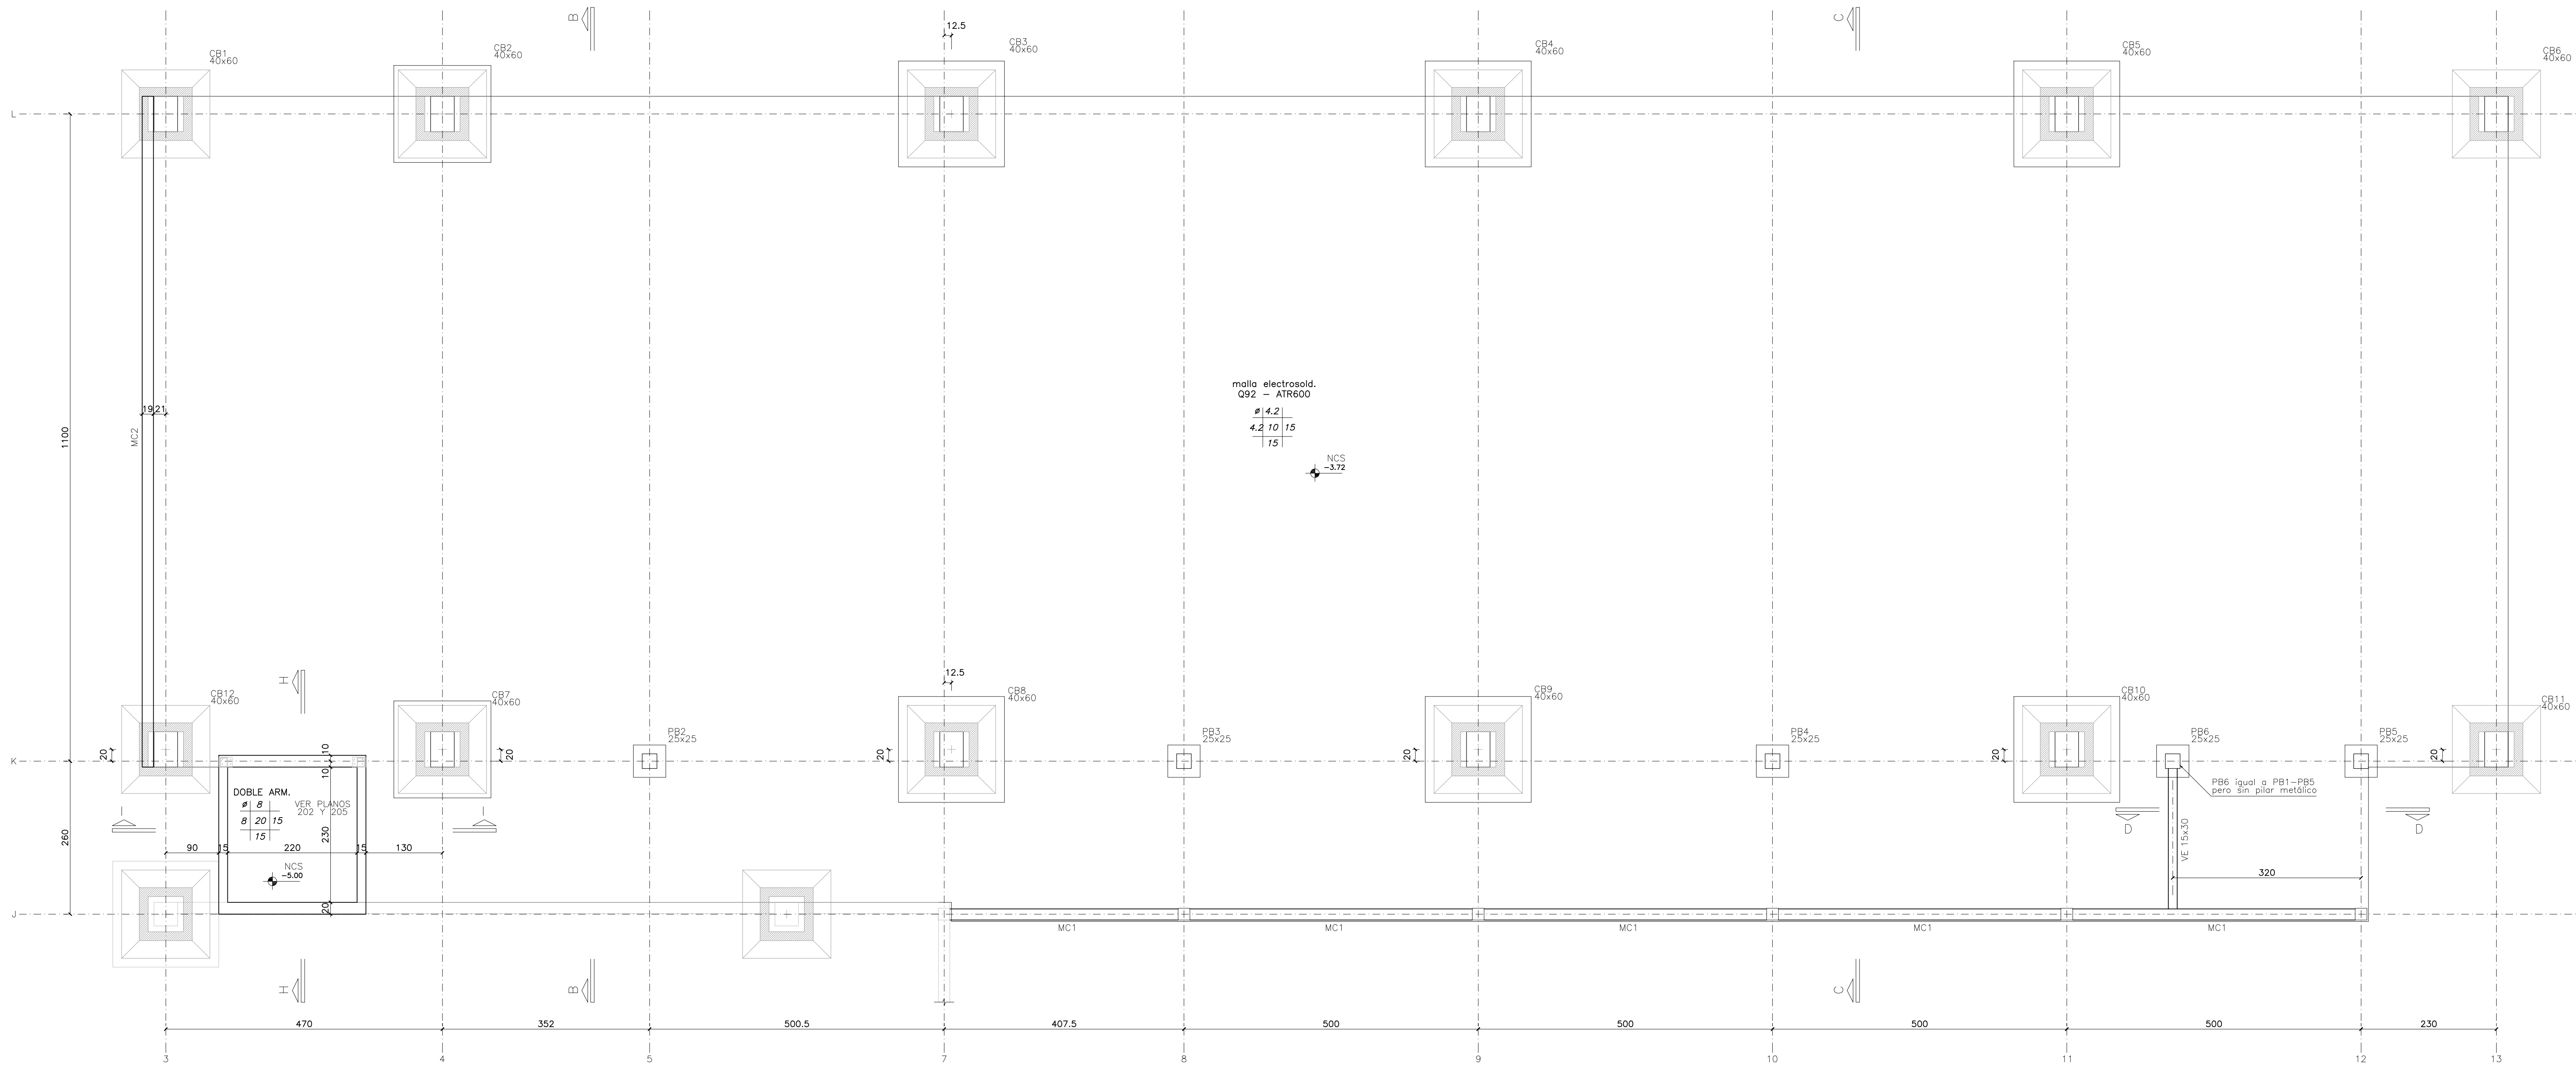 B
C
12.5
CB1
40x60
CB2
40x60
CB3
40x60
CB4
40x60
CB5
40x60
CB6
40x60
L
malla electrosold.
Q92 – ATR600
ø 4.2
4.2 10 15
15
NCS
-3.72
19 21
MC2
1100
H
12.5
CB12
40x60
CB7
40x60
PB2
25x25
CB8
40x60
PB3
25x25
CB9
40x60
PB4
25x25
CB10
40x60
PB6
25x25
PB5
25x25
CB11
40x60
20
10
20
20
20
20
20
K
10
DOBLE ARM.
ø 8
8 20 15
15
VER PLANOS
202 Y 205
PB6 igual a PB1-PB5
pero sin pilar metálico
I
I
D
D
260
230
VE 15x30
90 15 220 15 130
NCS
-5.00
320
20
J
MC1
MC1
MC1
MC1
MC1
H
B
C
470
352
500.5
407.5
500
500
500
500
230
3
4
5
7
8
9
10
11
12
13